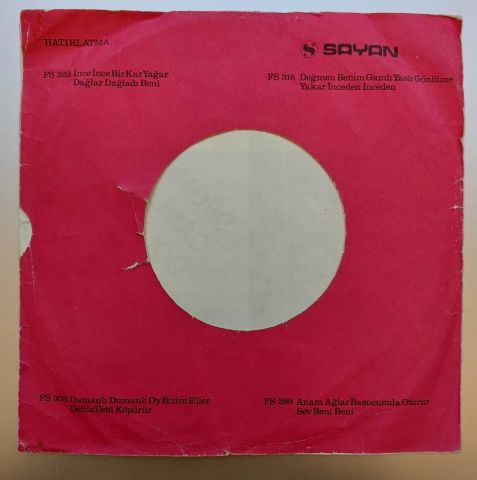 HATIRLATMA
S SAYAN
FS 322 İnce İnce Bir Kar Yağar
Dağlar Dağladı Beni
FS 318 Değmen Benim Gamlı Yaslı Gönlüme
Yakar İnceden İnceden
FS 303 Dumanlı Dumanlı Oy Bizim Eller
Deniz Üstü Köpürür
FS 289 Anam Ağlar Başucumda Oturur
Sev Beni Beni